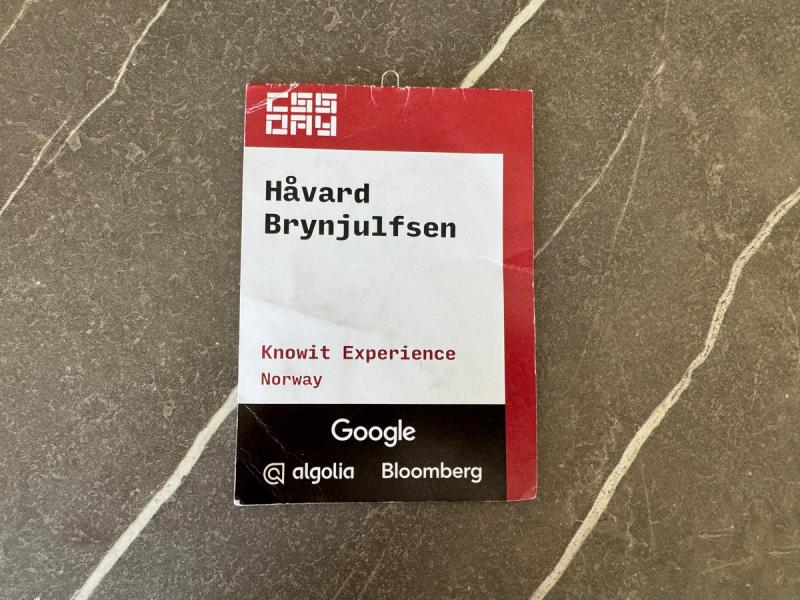 CSS
DAY
Håvard
Brynjulfsen
Knowit Experience
Norway
Google
algolia Bloomberg